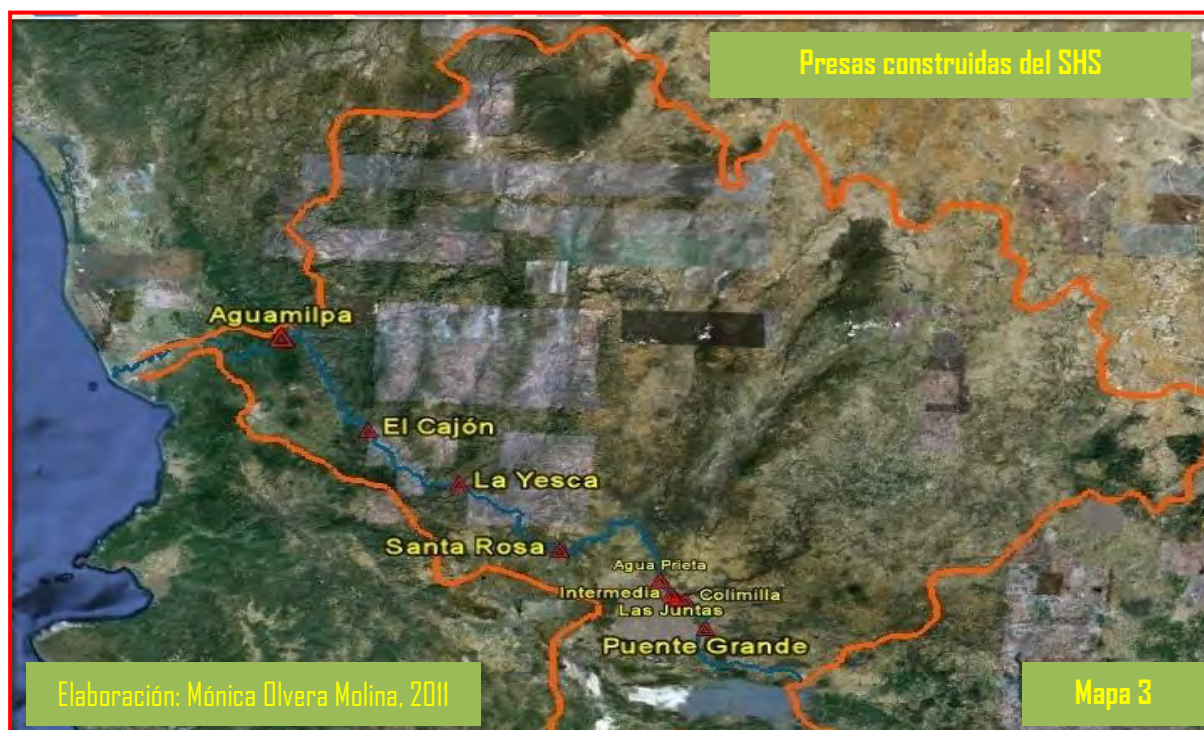 Presas construidas del SHS
Aguamilpa
El Cajón
La Yesca
Santa Rosa
Agua Prieta
Intermedia
Colimilla
Las Juntas
Puente Grande
Elaboración: Mónica Olvera Molina, 2011
Mapa 3